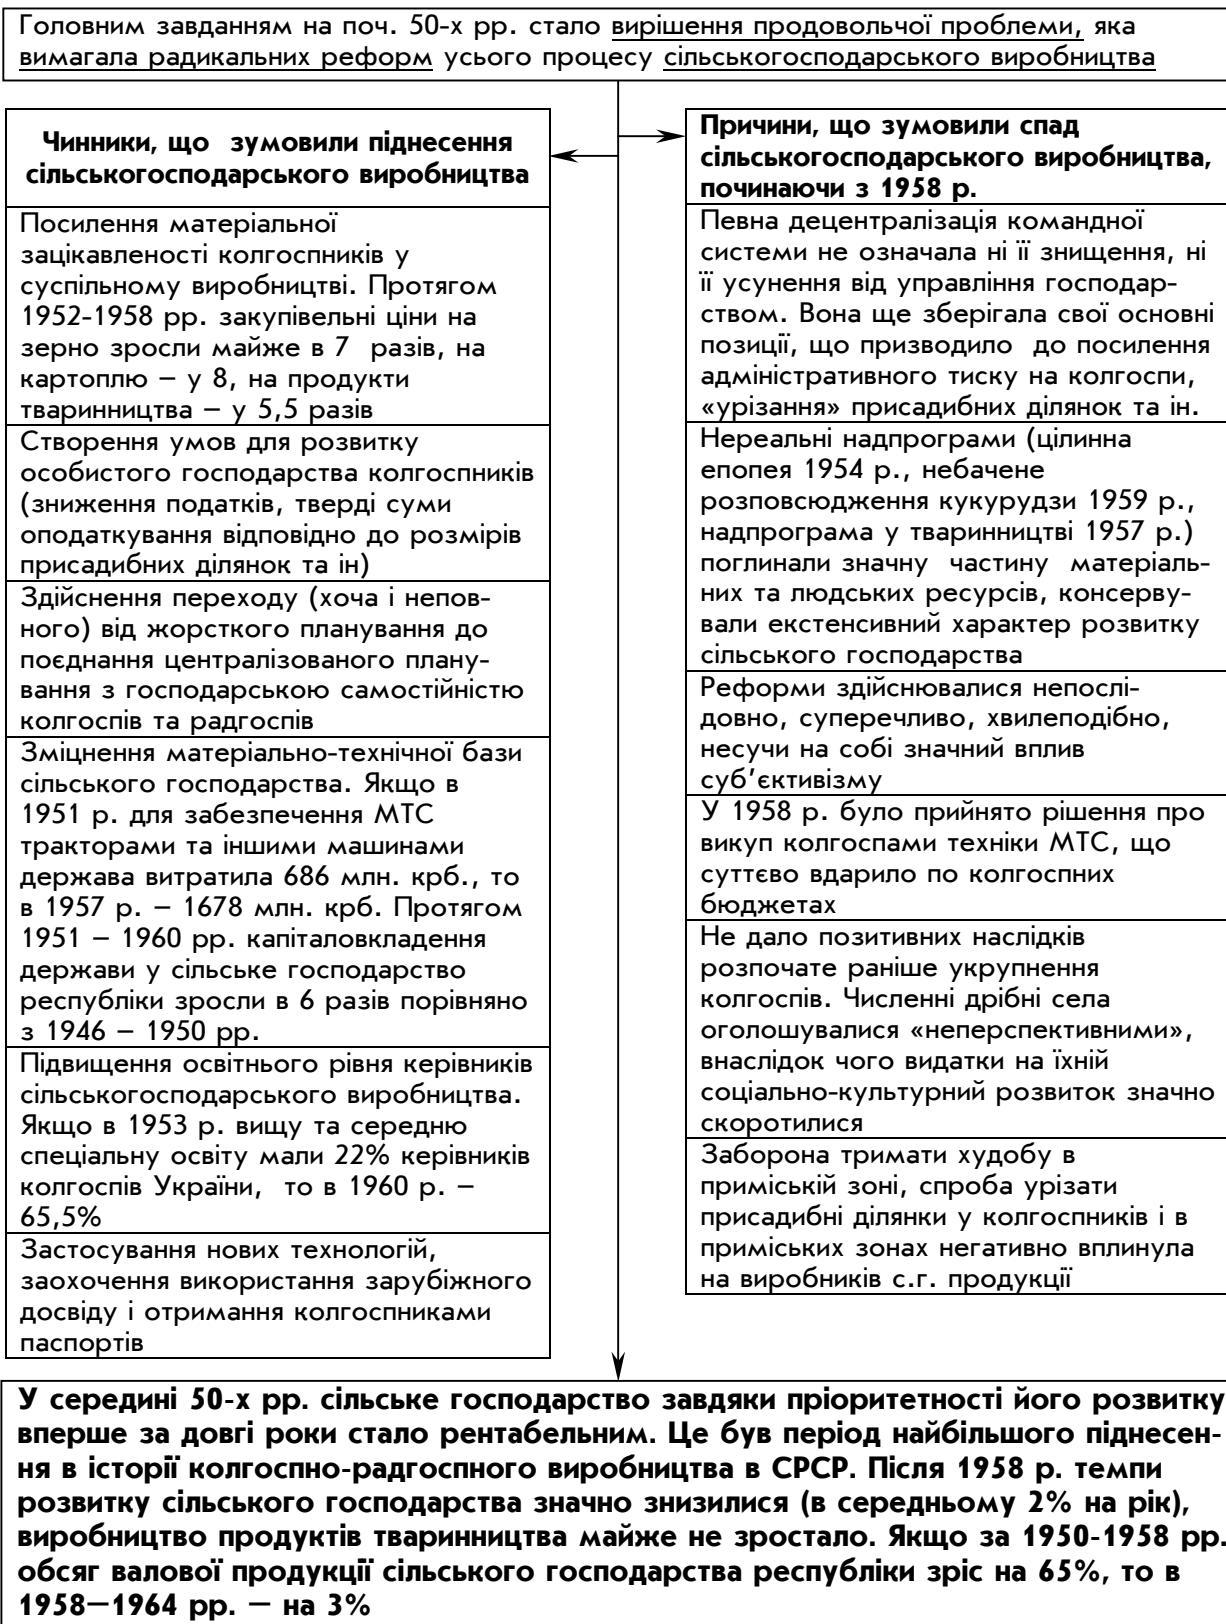 Головним завданням на поч. 50-х рр. стало вирішення продовольчої проблеми, яка
вимагала радикальних реформ усього процесу сільськогосподарського виробництва
Чинники, що зумовили піднесення
сільськогосподарського виробництва
Посилення матеріальної
зацікавленості колгоспників у
суспільному виробництві. Протягом
1952-1958 рр. закупівельні ціни на
зерно зросли майже в 7 разів, на
картоплю – у 8, на продукти
тваринництва – у 5,5 разів
Створення умов для розвитку
особистого господарства колгоспників
(зниження податків, тверді суми
оподаткування відповідно до розмірів
присадибних ділянок та ін)
Здійснення переходу (хоча і непов-
ного) від жорсткого планування до
поєднання централізованого плану-
вання з господарською самостійністю
колгоспів та радгоспів
Зміцнення матеріально-технічної бази
сільського господарства. Якщо в
1951 р. для забезпечення МТС
тракторами та іншими машинами
держава витратила 686 млн. крб., то
в 1957 р. – 1678 млн. крб. Протягом
1951 – 1960 рр. капіталовкладення
держави у сільське господарство
республіки зросли в 6 разів порівняно
з 1946 – 1950 рр.
Підвищення освітнього рівня керівників
сільськогосподарського виробництва.
Якщо в 1953 р. вищу та середню
спеціальну освіту мали 22% керівників
колгоспів України, то в 1960 р. –
65,5%
Застосування нових технологій,
заохочення використання зарубіжного
досвіду і отримання колгоспниками
паспортів
Причини, що зумовили спад
сільськогосподарського виробництва,
починаючи з 1958 р.
Певна децентралізація командної
системи не означала ні її знищення, ні
її усунення від управління господар-
ством. Вона ще зберігала свої основні
позиції, що призводило до посилення
адміністративного тиску на колгоспи,
«урізання» присадибних ділянок та ін.
Нереальні надпрограми (цілинна
епопея 1954 р., небачене
розповсюдження кукурудзи 1959 р.,
надпрограма у тваринництві 1957 р.)
поглинали значну частину матеріаль-
них та людських ресурсів, консерву-
вали екстенсивний характер розвитку
сільського господарства
Реформи здійснювалися непослі-
довно, суперечливо, хвилеподібно,
несучи на собі значний вплив
суб’єктивізму
У 1958 р. було прийнято рішення про
викуп колгоспами техніки МТС, що
суттєво вдарило по колгоспних
бюджетах
Не дало позитивних наслідків
розпочате раніше укрупнення
колгоспів. Численні дрібні села
оголошувалися «неперспективними»,
внаслідок чого видатки на їхній
соціально-культурний розвиток значно
скоротилися
Заборона тримати худобу в
приміській зоні, спроба урізати
присадибні ділянки у колгоспників і в
приміських зонах негативно вплинула
на виробників с.г. продукції
У середині 50-х рр. сільське господарство завдяки пріоритетності його розвитку
вперше за довгі роки стало рентабельним. Це був період найбільшого піднесен-
ня в історії колгоспно-радгоспного виробництва в СРСР. Після 1958 р. темпи
розвитку сільського господарства значно знизилися (в середньому 2% на рік),
виробництво продуктів тваринництва майже не зростало. Якщо за 1950-1958 рр.
обсяг валової продукції сільського господарства республіки зріс на 65%, то в
1958–1964 рр. – на 3%